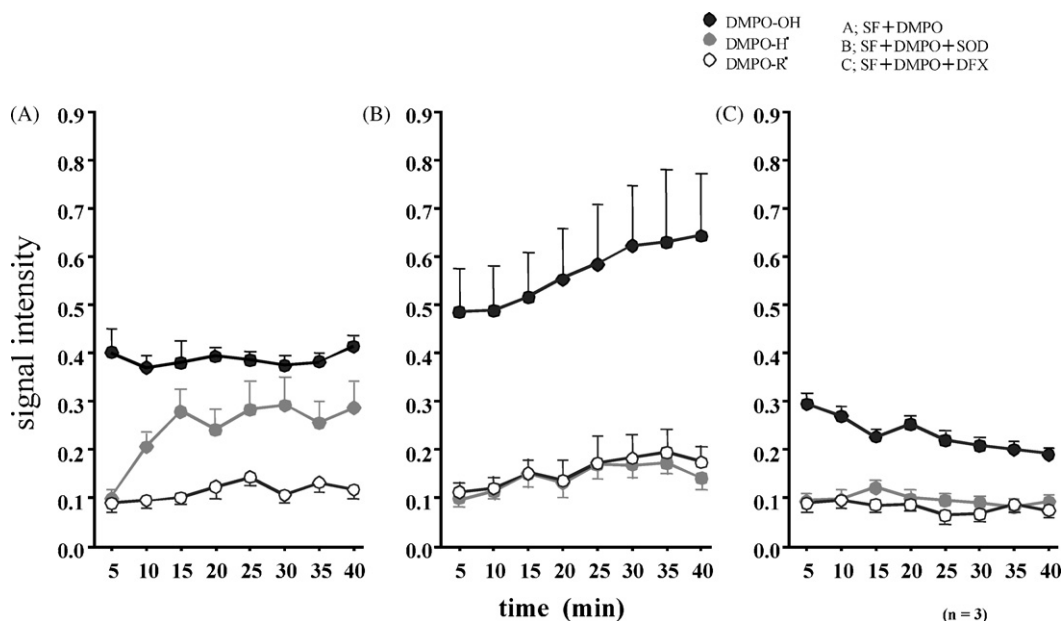 DMPO-OH A; SF+DMPO
DMPO-H• B; SF+DMPO+SOD
DMPO-R• C; SF+DMPO+DFX
(A) (B) (C)
signal intensity
0.9 0.9 0.9
0.8 0.8 0.8
0.7 0.7 0.7
0.6 0.6 0.6
0.5 0.5 0.5
0.4 0.4 0.4
0.3 0.3 0.3
0.2 0.2 0.2
0.1 0.1 0.1
0.0 0.0 0.0
5 10 15 20 25 30 35 40 5 10 15 20 25 30 35 40 5 10 15 20 25 30 35 40
time (min)
(n = 3)